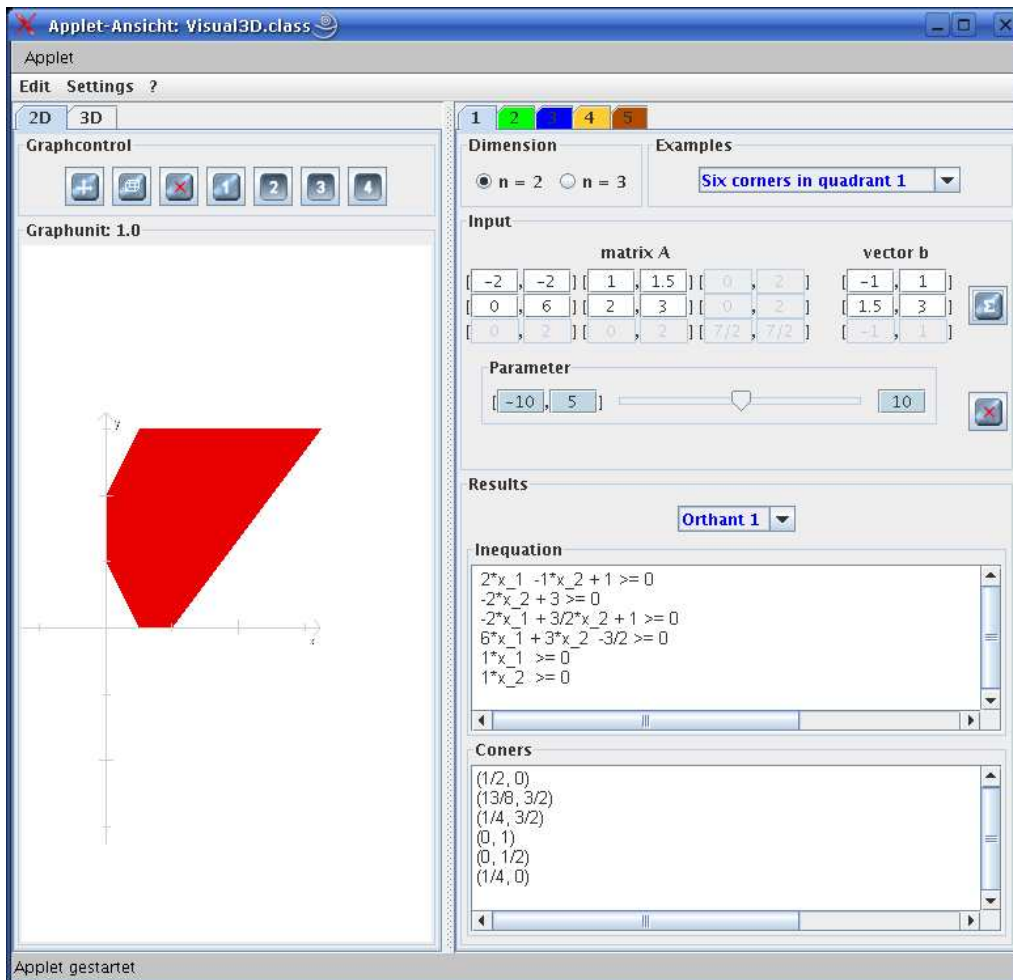 Applet-Ansicht: Visual3D.class
Applet
Edit Settings ?
2D 3D
Graphcontrol
1 2 3 4
Graphunit: 1.0
y
x
1 2 3 4 5
Dimension
n = 2 n = 3
Examples
Six corners in quadrant 1
Input
matrix A vector b
[ -2 , -2 ] [ 1 , 1.5 ] [ 0 , 2 ] [ -1 , 1 ]
[ 0 , 6 ] [ 2 , 3 ] [ 0 , 2 ] [ 1.5 , 3 ]
[ 0 , 2 ] [ 0 , 2 ] [ 7/2 , 7/2 ] [ -1 , 1 ]
Σ
Parameter
[ -10 , 5 ] 10
Results
Orthant 1
Inequation
2*x_1 -1*x_2 + 1 >= 0
-2*x_2 + 3 >= 0
-2*x_1 + 3/2*x_2 + 1 >= 0
6*x_1 + 3*x_2 -3/2 >= 0
1*x_1 >= 0
1*x_2 >= 0
Coners
(1/2, 0)
(13/8, 3/2)
(1/4, 3/2)
(0, 1)
(0, 1/2)
(1/4, 0)
Applet gestartet